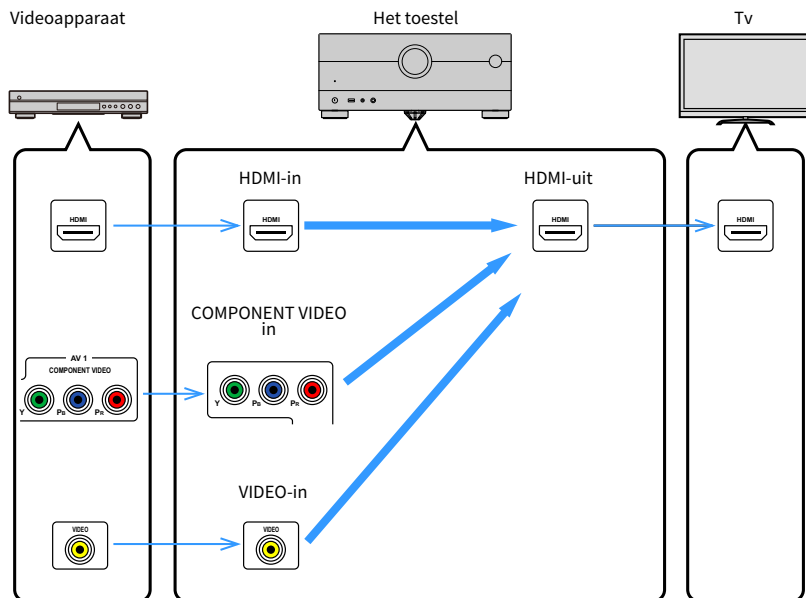 Videoapparaat
Het toestel
Tv
HDMI-in
HDMI-uit
HDMI
HDMI
HDMI
HDMI
COMPONENT VIDEO
in
AV 1
COMPONENT VIDEO
Y PB PR
Y PB PR
VIDEO-in
VIDEO
VIDEO